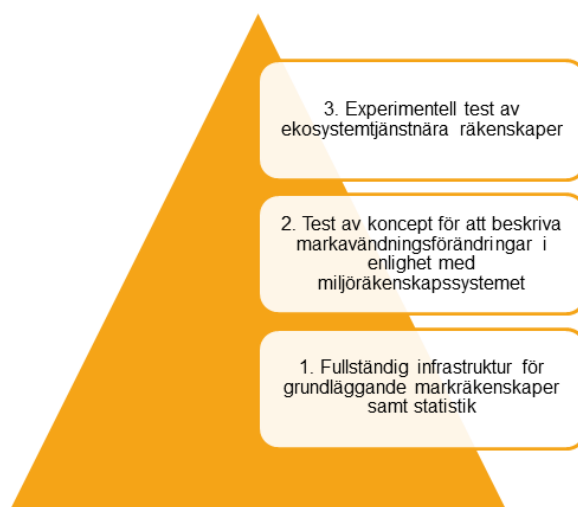 3. Experimentell test av
ekosystemtjänstnära räkenskaper
2. Test av koncept för att beskriva
markavändningsförändringar i
enlighet med
miljöräkenskapssystemet
1. Fullständig infrastruktur för
grundläggande markräkenskaper
samt statistik